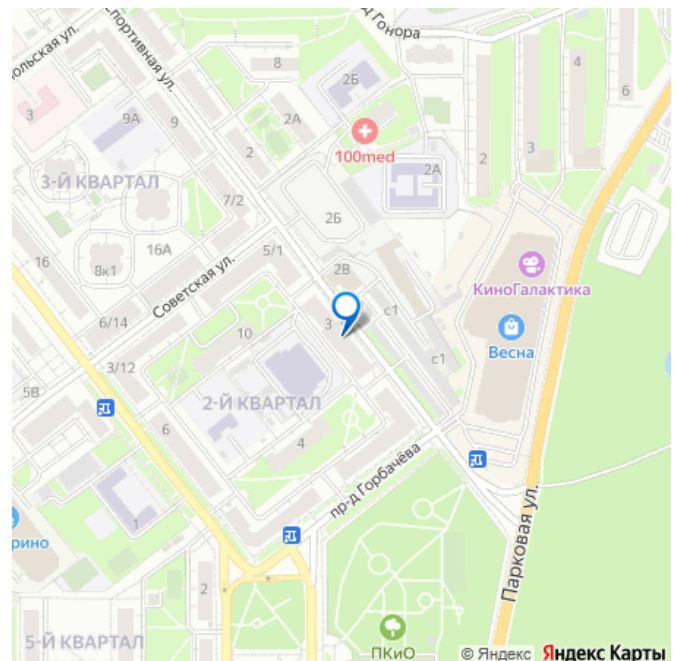 д Гонора
Спортивная ул.
ольская ул.
8
2Б
4
6
9А
9
2А
3
2
100med
2А
2
3
3-Й КВАРТАЛ
7/2
2Б
16А
5/1
16
8к1
2В
КиноГалактика
Советская ул.
6/14
10
3
с1
Весна
3/12
с1
5В
2-Й КВАРТАЛ
6
4
пр-д Горбачёва
1
рино
Парковая ул.
2
5-Й КВАРТАЛ
ПКиО
© Яндекс Яндекс Карты